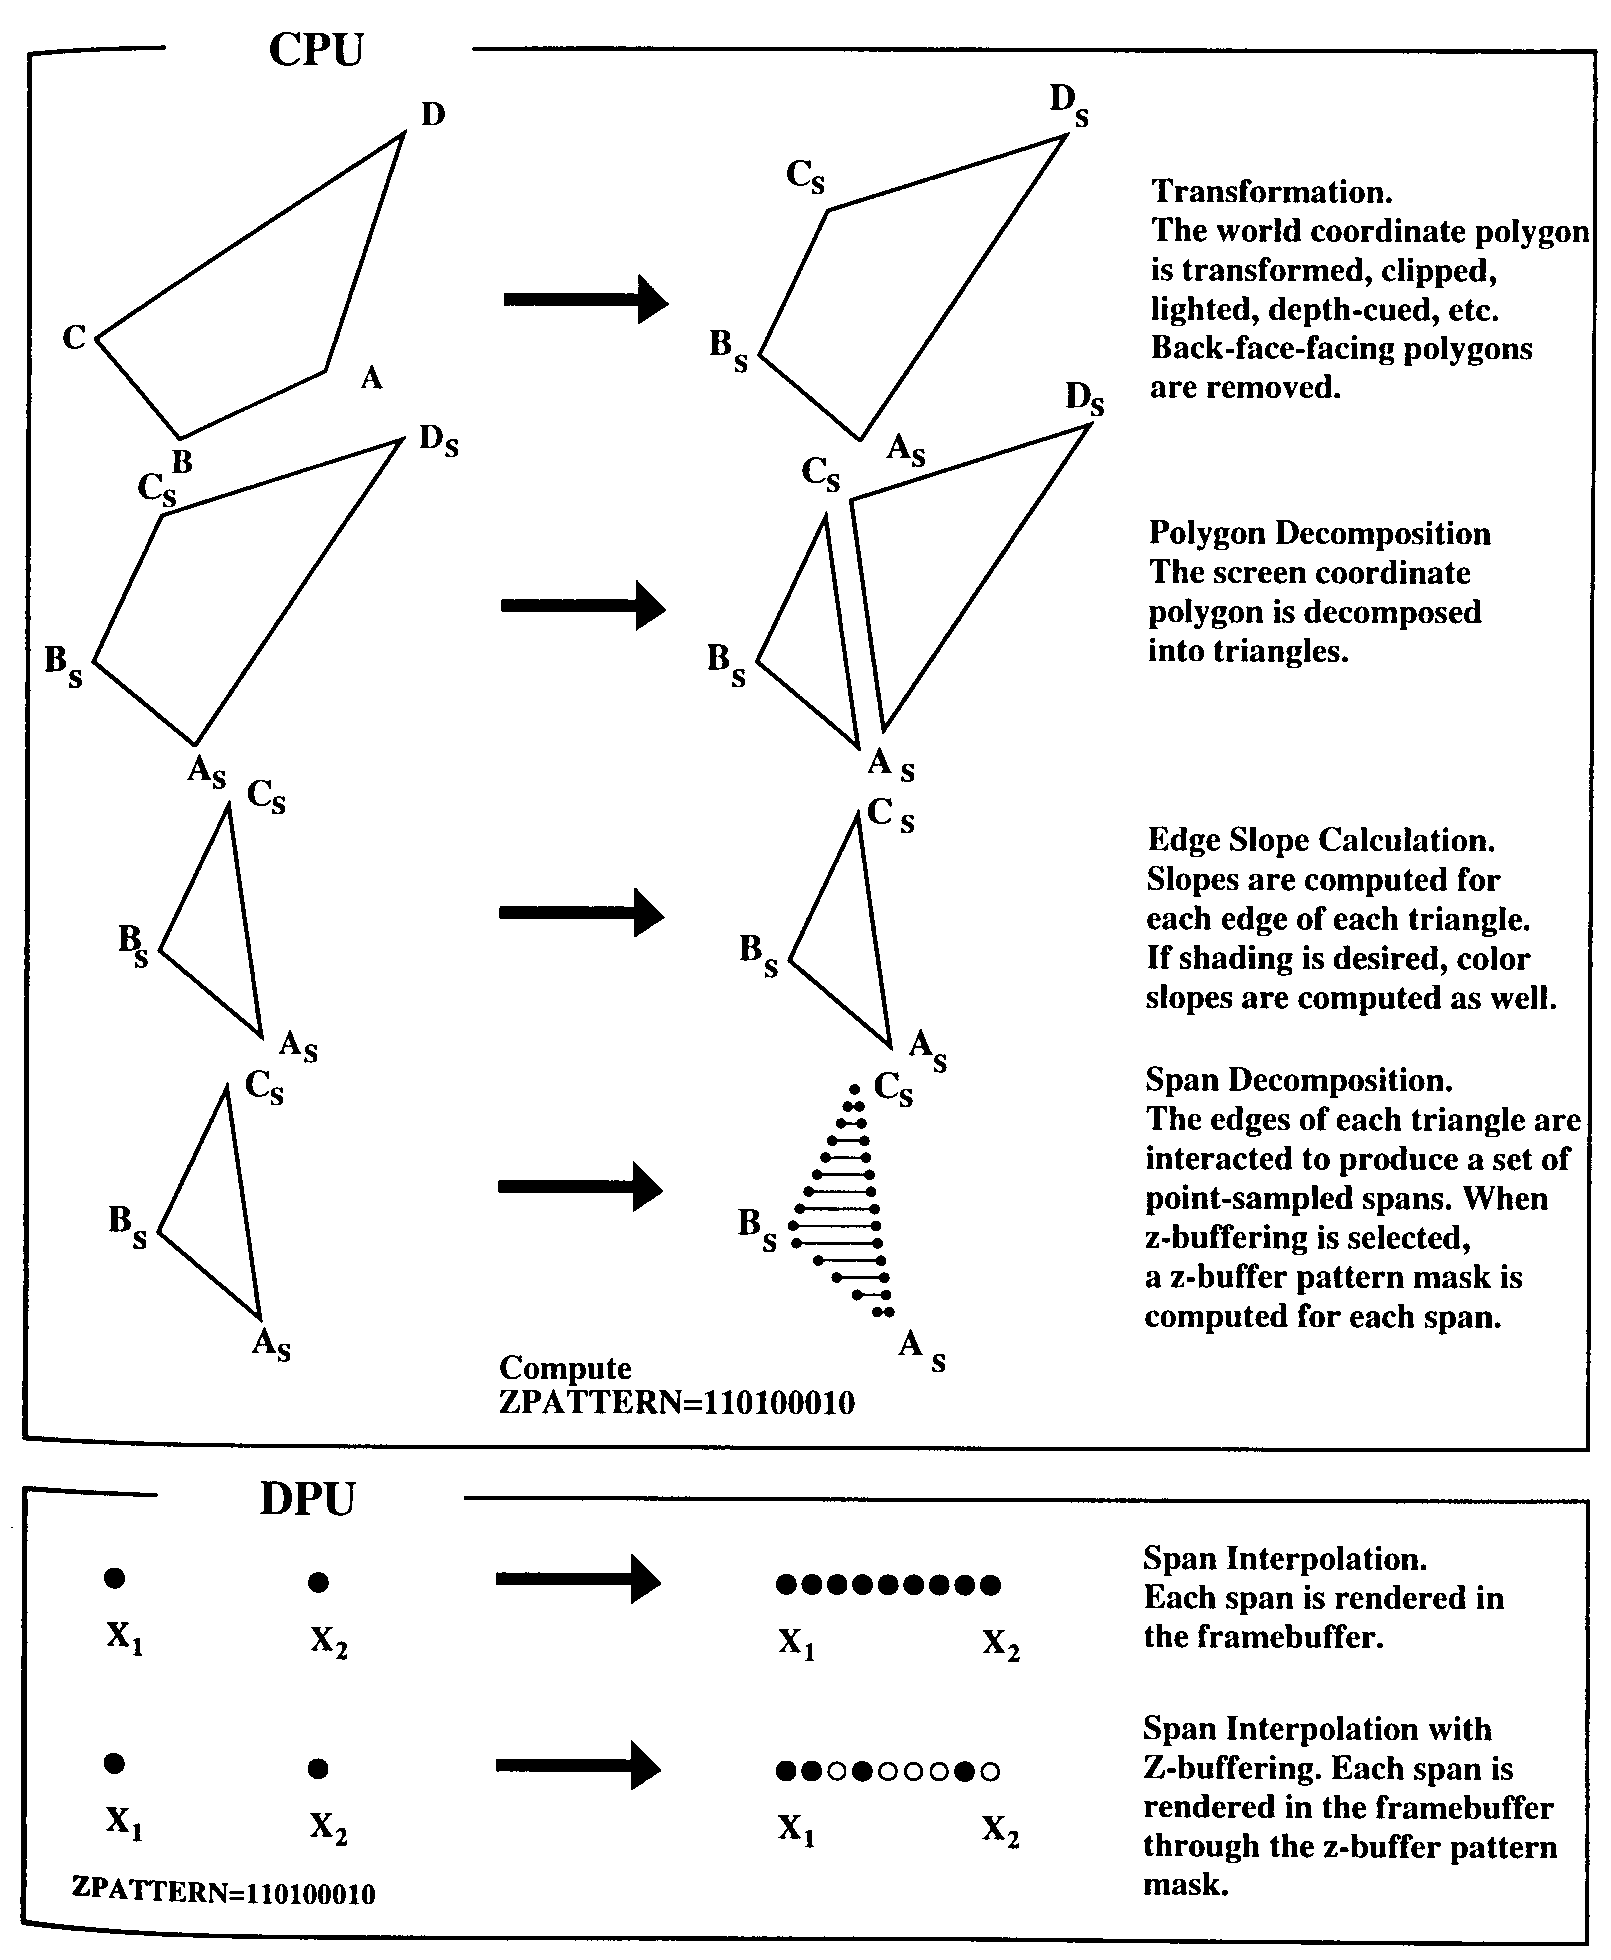 CPU
D
C
A
B
Ds
Cs
Bs
As
Transformation.
The world coordinate polygon
is transformed, clipped,
lighted, depth-cued, etc.
Back-face-facing polygons
are removed.
Ds
Cs
Bs
As
Ds
Cs
Bs
As
Polygon Decomposition
The screen coordinate
polygon is decomposed
into triangles.
Cs
Bs
As
Cs
Bs
As
Edge Slope Calculation.
Slopes are computed for
each edge of each triangle.
If shading is desired, color
slopes are computed as well.
Cs
Bs
As
Cs
Bs
As
Span Decomposition.
The edges of each triangle are
interacted to produce a set of
point-sampled spans. When
z-buffering is selected,
a z-buffer pattern mask is
computed for each span.
Compute
ZPATTERN=110100010
DPU
X1 X2
X1 X2
Span Interpolation.
Each span is rendered in
the framebuffer.
X1 X2
X1 X2
Span Interpolation with
Z-buffering. Each span is
rendered in the framebuffer
through the z-buffer pattern
mask.
ZPATTERN=110100010